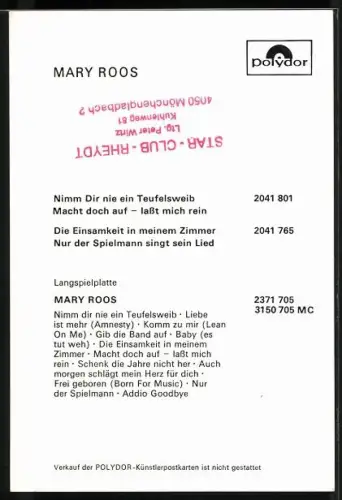 polydor
MARY ROOS
STAR - CLUB - RHEYDT
Ltg. Peter Wirtz
Kuhlenweg 81
4050 Mönchengladbach 2
Nimm Dir nie ein Teufelsweib 2041 801
Macht doch auf – laßt mich rein
Die Einsamkeit in meinem Zimmer 2041 765
Nur der Spielmann singt sein Lied
Langspielplatte
MARY ROOS 2371 705
3150 705 MC
Nimm dir nie ein Teufelsweib · Liebe
ist mehr (Amnesty) · Komm zu mir (Lean
On Me) · Gib die Band auf · Baby (es
tut weh) · Die Einsamkeit in meinem
Zimmer · Macht doch auf – laßt mich
rein · Schenk die Jahre nicht her · Auch
morgen schlägt mein Herz für dich ·
Frei geboren (Born For Music) · Nur
der Spielmann · Addio Goodbye
Verkauf der POLYDOR-Künstlerpostkarten ist nicht gestattet